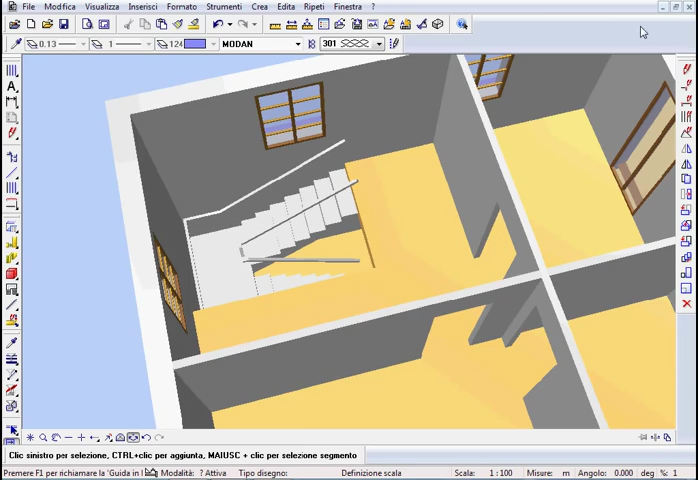 File Modifica Visualizza Inserisci Formato Strumenti Crea Edita Ripeti Finestra ?
0.13 1 124 MODAN 301
Clic sinistro per selezione, CTRL+clic per aggiunta, MAIUSC + clic per selezione segmento
Premere F1 per richiamare la 'Guida in l Modalità: ? Attiva Tipo disegno: Definizione scala Scala: 1 : 100 Misure: m Angolo: 0.000 deg %: 1